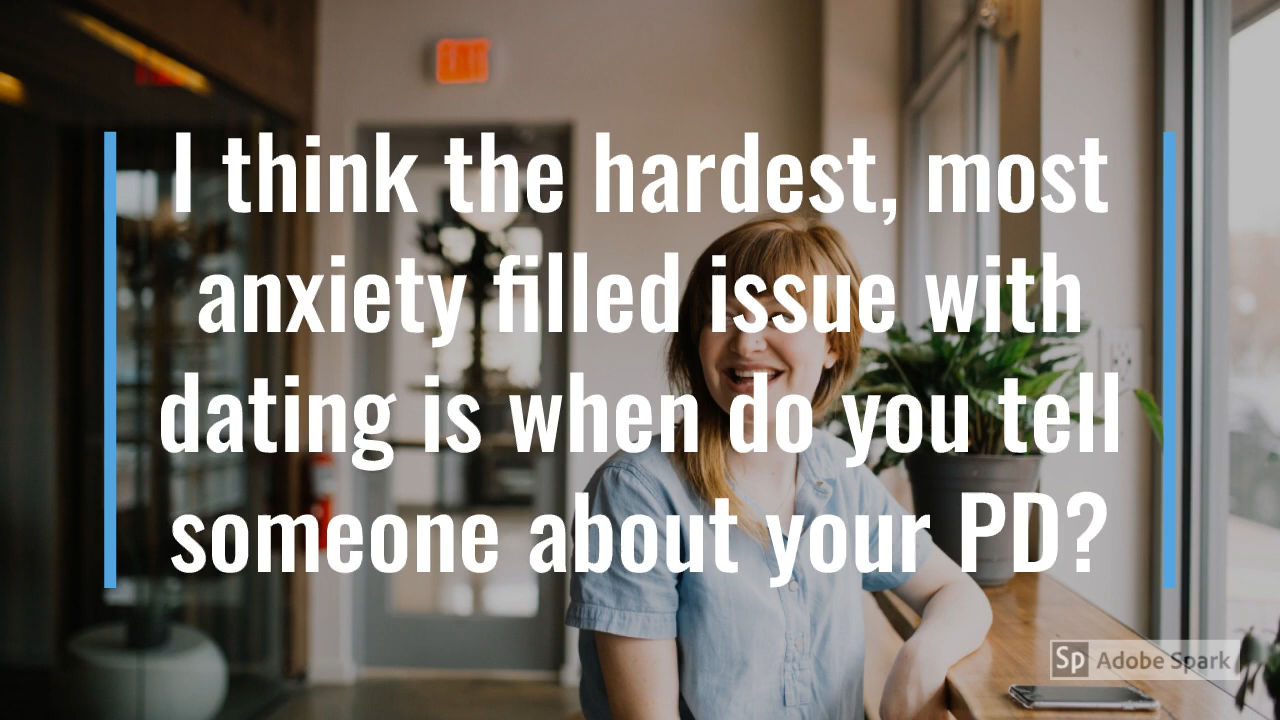 EXIT
I think the hardest, most
anxiety filled issue with
dating is when do you tell
someone about your PD?
Sp Adobe Spark